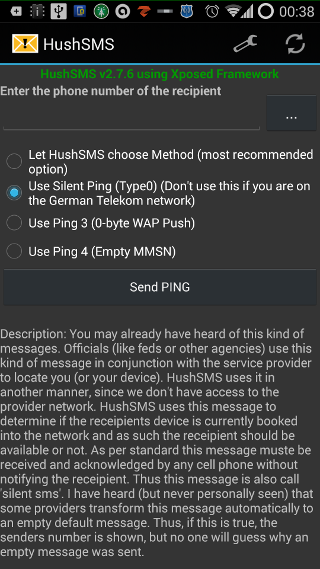 00:38
HushSMS
HushSMS v2.7.6 using Xposed Framework
Enter the phone number of the recipient
...
Let HushSMS choose Method (most recommended
option)
Use Silent Ping (Type0) (Don't use this if you are on
the German Telekom network)
Use Ping 3 (0-byte WAP Push)
Use Ping 4 (Empty MMSN)
Send PING
Description: You may already have heard of this kind of
messages. Officials (like feds or other agencies) use this
kind of message in conjunction with the service provider
to locate you (or your device). HushSMS uses it in
another manner, since we don't have access to the
provider network. HushSMS uses this message to
determine if the receipients device is currently booked
into the network and as such the receipient should be
available or not. As per standard this message muste be
received and acknowledged by any cell phone without
notifying the receipient. Thus this message is also call
'silent sms'. I have heard (but never personally seen) that
some providers transform this message automatically to
an empty default message. Thus, if this is true, the
senders number is shown, but no one will guess why an
empty message was sent.